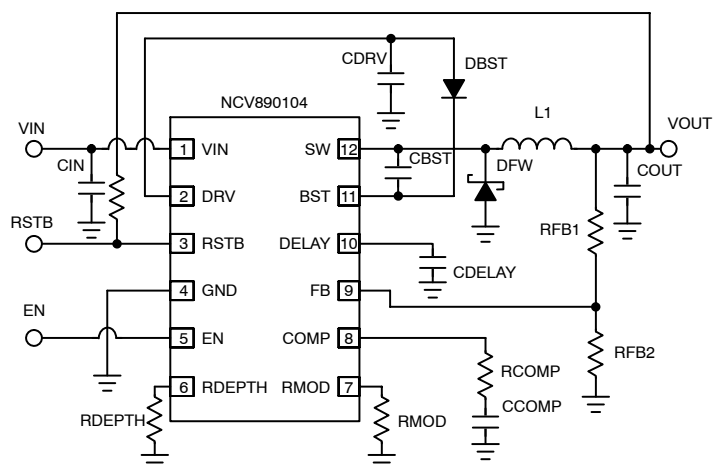 CDRV
DBST
NCV890104
L1
VIN
VOUT
1 VIN
SW 12
CIN
CBST
DFW
COUT
2 DRV
BST 11
RSTB
3 RSTB
DELAY 10
RFB1
CDELAY
4 GND
FB 9
EN
5 EN
COMP 8
RFB2
RCOMP
6 RDEPTH
RMOD 7
CCOMP
RDEPTH
RMOD